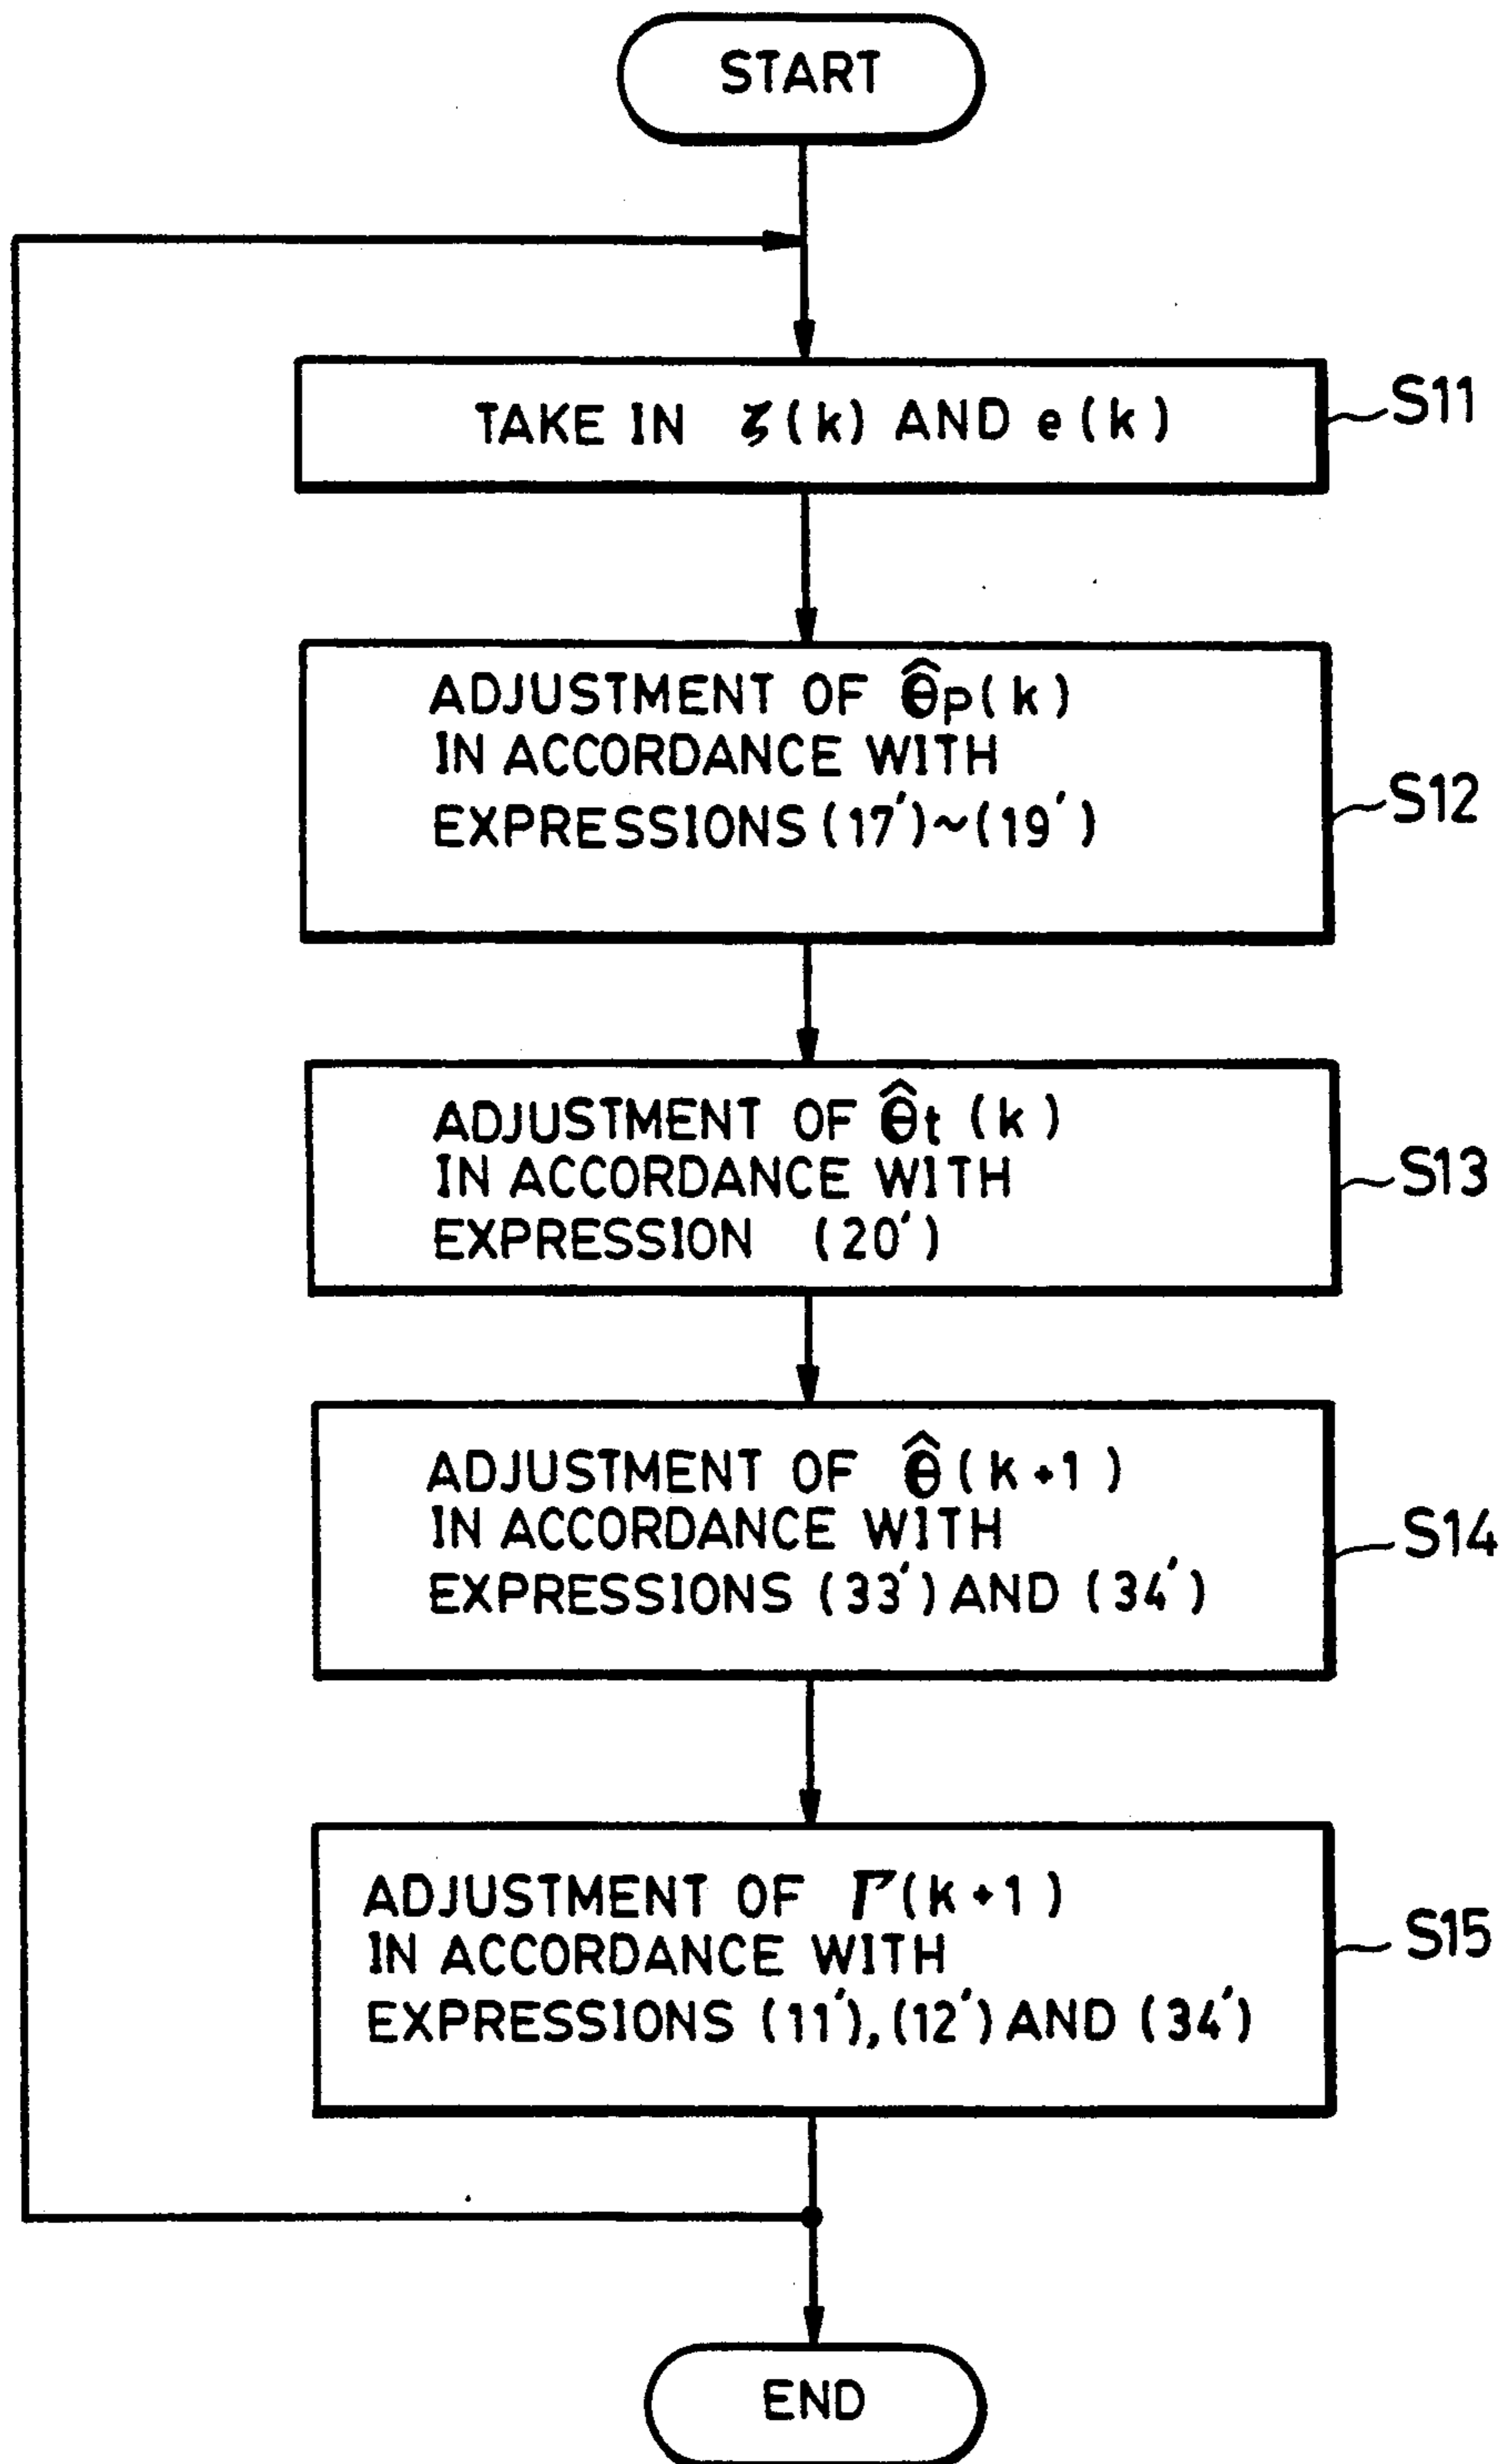 START
TAKE IN ζ(k) AND e(k)
S11
ADJUSTMENT OF θ̂p(k)
IN ACCORDANCE WITH
EXPRESSIONS (17′)~(19′)
S12
ADJUSTMENT OF θ̂t (k)
IN ACCORDANCE WITH
EXPRESSION (20′)
S13
ADJUSTMENT OF θ̂(k+1)
IN ACCORDANCE WITH
EXPRESSIONS (33′) AND (34′)
S14
ADJUSTMENT OF Γ(k+1)
IN ACCORDANCE WITH
EXPRESSIONS (11′),(12′) AND (34′)
S15
END